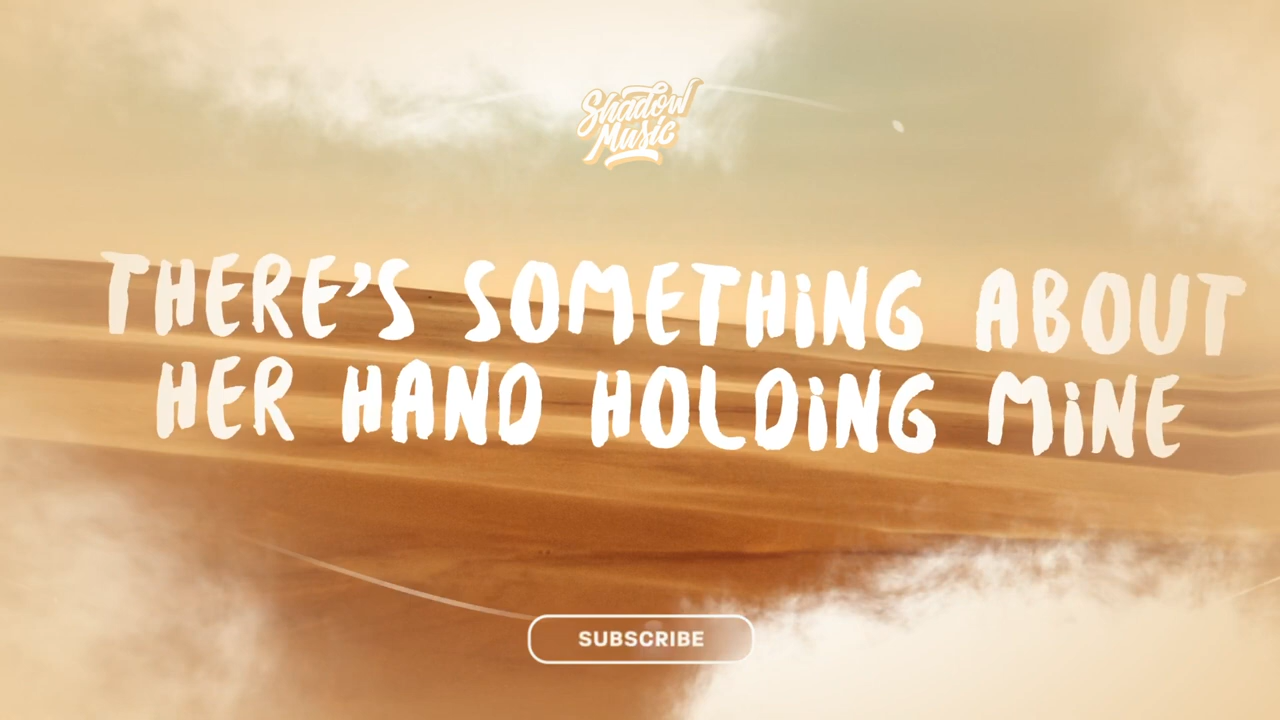 Shadow
Music
THERE'S SOMETHING ABOUT
HER HAND HOLDING MINE
SUBSCRIBE